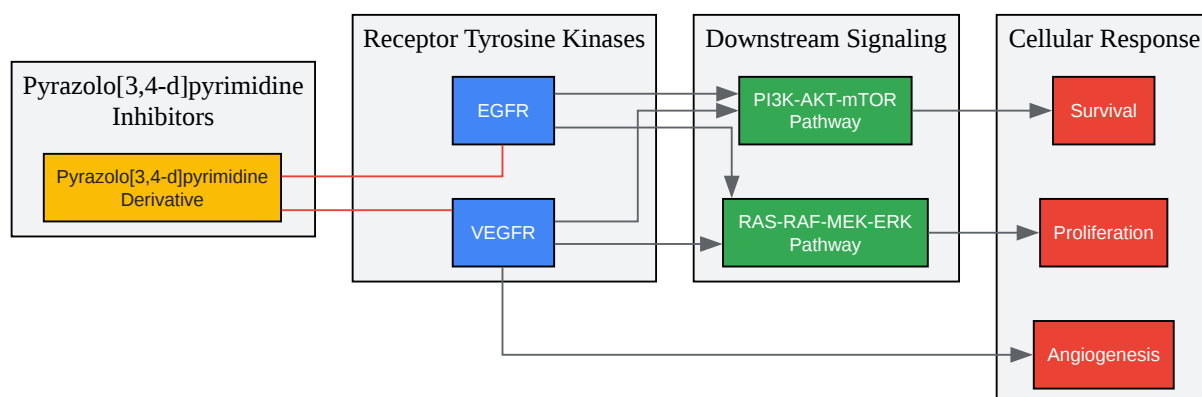 Pyrazolo[3,4-d]pyrimidine
Inhibitors
Pyrazolo[3,4-d]pyrimidine
Derivative
Receptor Tyrosine Kinases
EGFR
VEGFR
Downstream Signaling
PI3K-AKT-mTOR
Pathway
RAS-RAF-MEK-ERK
Pathway
Cellular Response
Survival
Proliferation
Angiogenesis